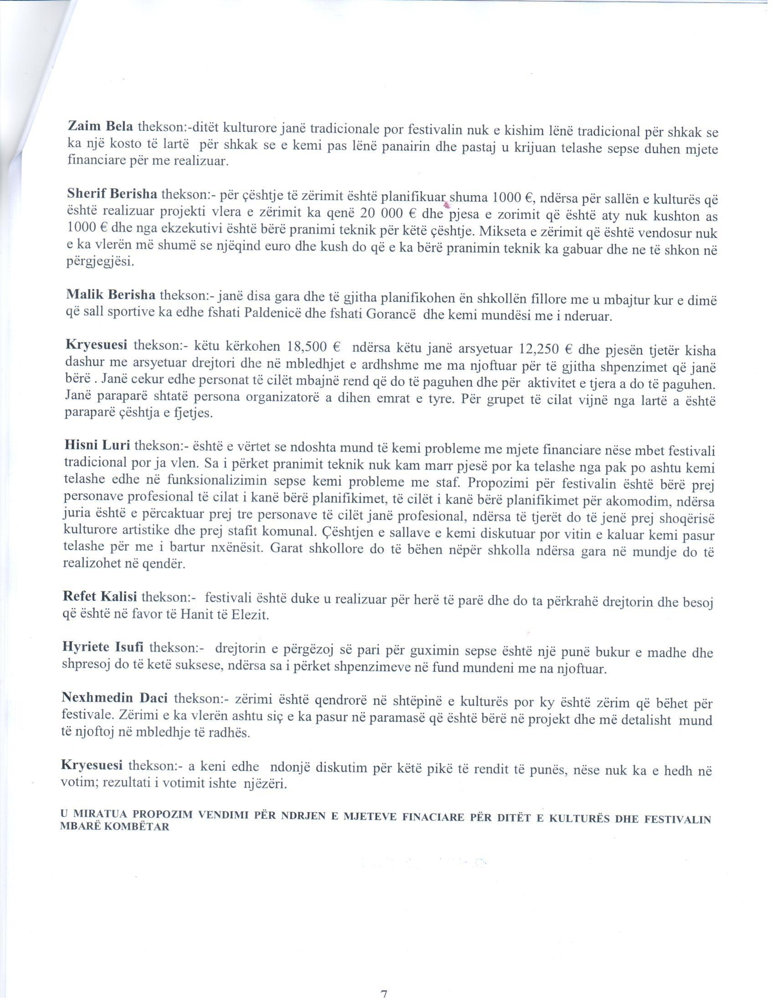 Zaim Bela thekson:-ditët kulturore janë tradicionale por festivalin nuk e kishim lënë tradicional për shkak se
ka një kosto të lartë për shkak se e kemi pas lënë panairin dhe pastaj u krijuan telashe sepse duhen mjete
financiare për me realizuar.
Sherif Berisha thekson:- për çështje të zërimit është planifikuar shuma 1000 €, ndërsa për sallën e kulturës që
është realizuar projekti vlera e zërimit ka qenë 20 000 € dhe pjesa e zorimit që është aty nuk kushton as
1000 € dhe nga ekzekutivi është bërë pranimi teknik për këtë çështje. Mikseta e zërimit që është vendosur nuk
e ka vlerën më shumë se njëqind euro dhe kush do që e ka bërë pranimin teknik ka gabuar dhe ne të shkon në
përgjegjësi.
Malik Berisha thekson:- janë disa gara dhe të gjitha planifikohen ën shkollën fillore me u mbajtur kur e dimë
që sall sportive ka edhe fshati Paldenicë dhe fshati Gorancë dhe kemi mundësi me i nderuar.
Kryesuesi thekson:- këtu kërkohen 18,500 € ndërsa këtu janë arsyetuar 12,250 € dhe pjesën tjetër kisha
dashur me arsyetuar drejtori dhe në mbledhjet e ardhshme me ma njoftuar për të gjitha shpenzimet që janë
bërë . Janë cekur edhe personat të cilët mbajnë rend që do të paguhen dhe për aktivitet e tjera a do të paguhen.
Janë paraparë shtatë persona organizatorë a dihen emrat e tyre. Për grupet të cilat vijnë nga lartë a është
paraparë çështja e fjetjes.
Hisni Luri thekson:- është e vërtet se ndoshta mund të kemi probleme me mjete financiare nëse mbet festivali
tradicional por ja vlen. Sa i përket pranimit teknik nuk kam marr pjesë por ka telashe nga pak po ashtu kemi
telashe edhe në funksionalizimin sepse kemi probleme me staf. Propozimi për festivalin është bërë prej
personave profesional të cilat i kanë bërë planifikimet, të cilët i kanë bërë planifikimet për akomodim, ndërsa
juria është e përcaktuar prej tre personave të cilët janë profesional, ndërsa të tjerët do të jenë prej shoqërisë
kulturore artistike dhe prej stafit komunal. Çështjen e sallave e kemi diskutuar por vitin e kaluar kemi pasur
telashe për me i bartur nxënësit. Garat shkollore do të bëhen nëpër shkolla ndërsa gara në mundje do të
realizohet në qendër.
Refet Kalisi thekson:- festivali është duke u realizuar për herë të parë dhe do ta përkrahë drejtorin dhe besoj
që është në favor të Hanit të Elezit.
Hyriete Isufi thekson:- drejtorin e përgëzoj së pari për guximin sepse është një punë bukur e madhe dhe
shpresoj do të ketë suksese, ndërsa sa i përket shpenzimeve në fund mundeni me na njoftuar.
Nexhmedin Daci thekson:- zërimi është qendrorë në shtëpinë e kulturës por ky është zërim që bëhet për
festivale. Zërimi e ka vlerën ashtu siç e ka pasur në paramasë që është bërë në projekt dhe më detalisht mund
të njoftoj në mbledhje të radhës.
Kryesuesi thekson:- a keni edhe ndonjë diskutim për këtë pikë të rendit të punës, nëse nuk ka e hedh në
votim; rezultati i votimit ishte njëzëri.
U MIRATUA PROPOZIM VENDIMI PËR NDRJEN E MJETEVE FINACIARE PËR DITËT E KULTURËS DHE FESTIVALIN
MBARË KOMBËTAR
7